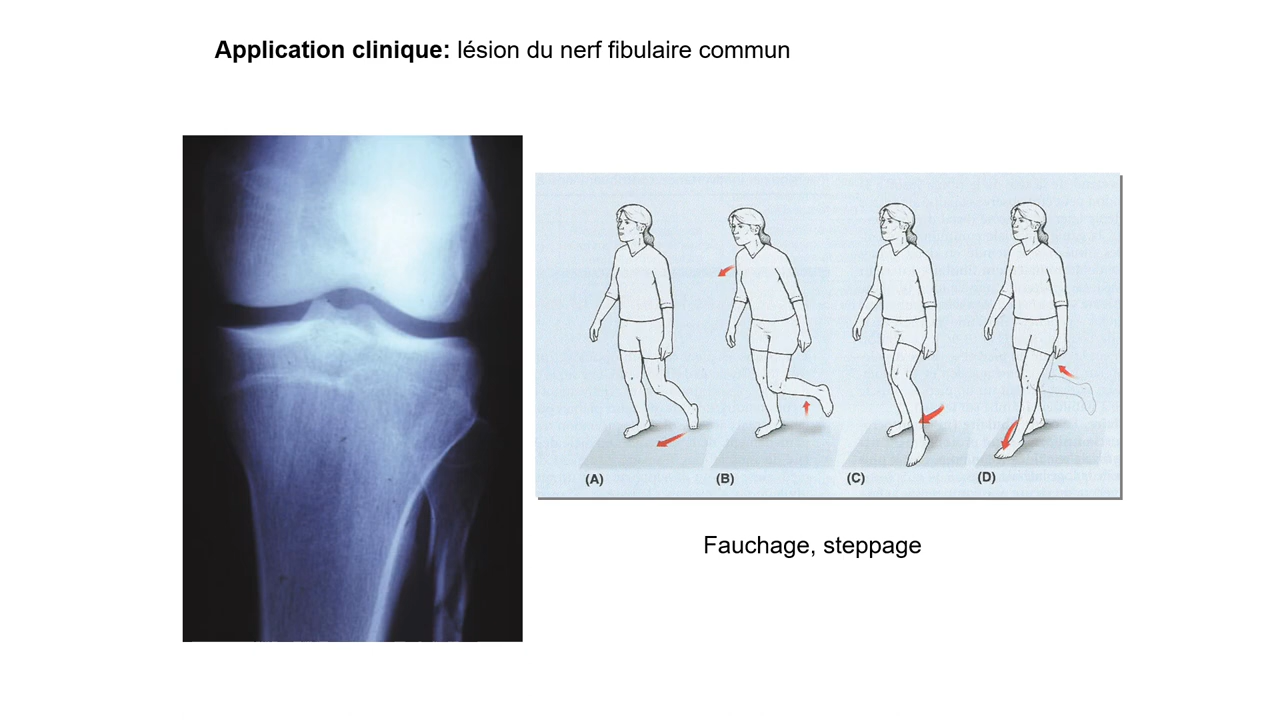 Application clinique: lésion du nerf fibulaire commun
(A) (B) (C) (D)
Fauchage, steppage